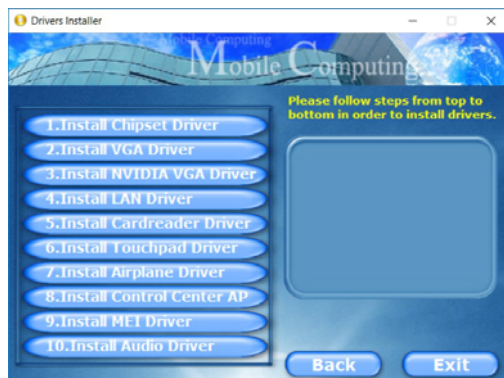 Drivers Installer
Mobile Computing
Mobile Computing
Please follow steps from top to
bottom in order to install drivers.
1.Install Chipset Driver
2.Install VGA Driver
3.Install NVIDIA VGA Driver
4.Install LAN Driver
5.Install Cardreader Driver
6.Install Touchpad Driver
7.Install Airplane Driver
8.Install Control Center AP
9.Install MEI Driver
10.Install Audio Driver
Back
Exit